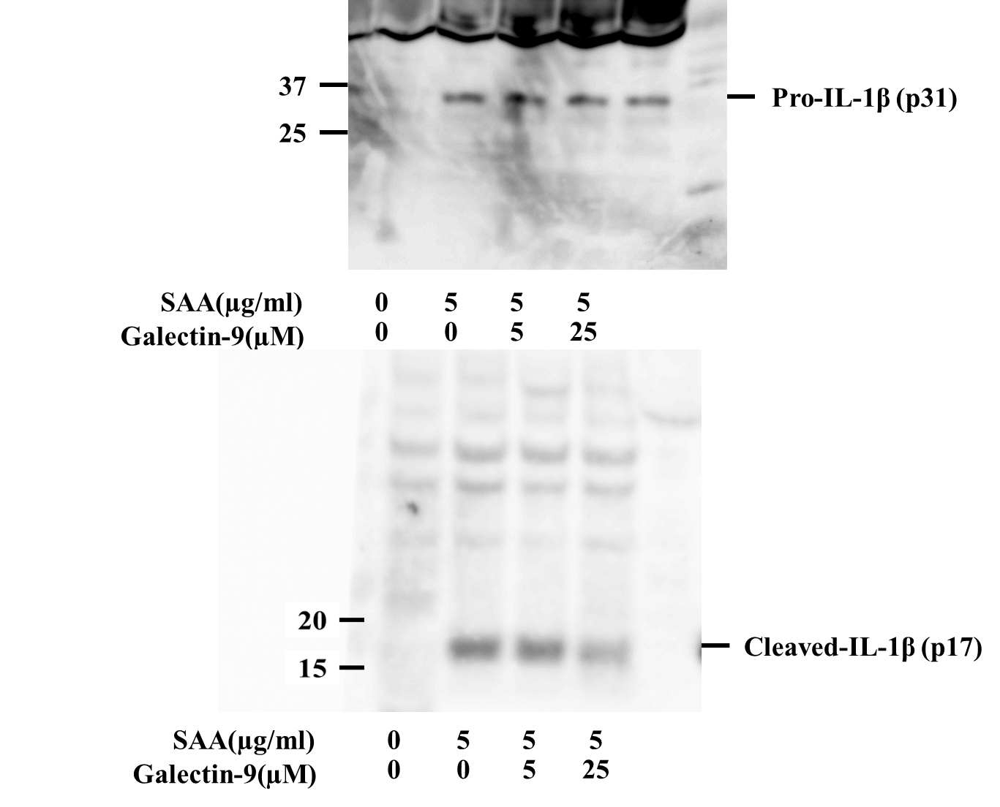 37
25
Pro-IL-1β (p31)
SAA(μg/ml) 0 5 5 5
Galectin-9(μM) 0 0 5 25
20
15
Cleaved-IL-1β (p17)
SAA(μg/ml) 0 5 5 5
Galectin-9(μM) 0 0 5 25